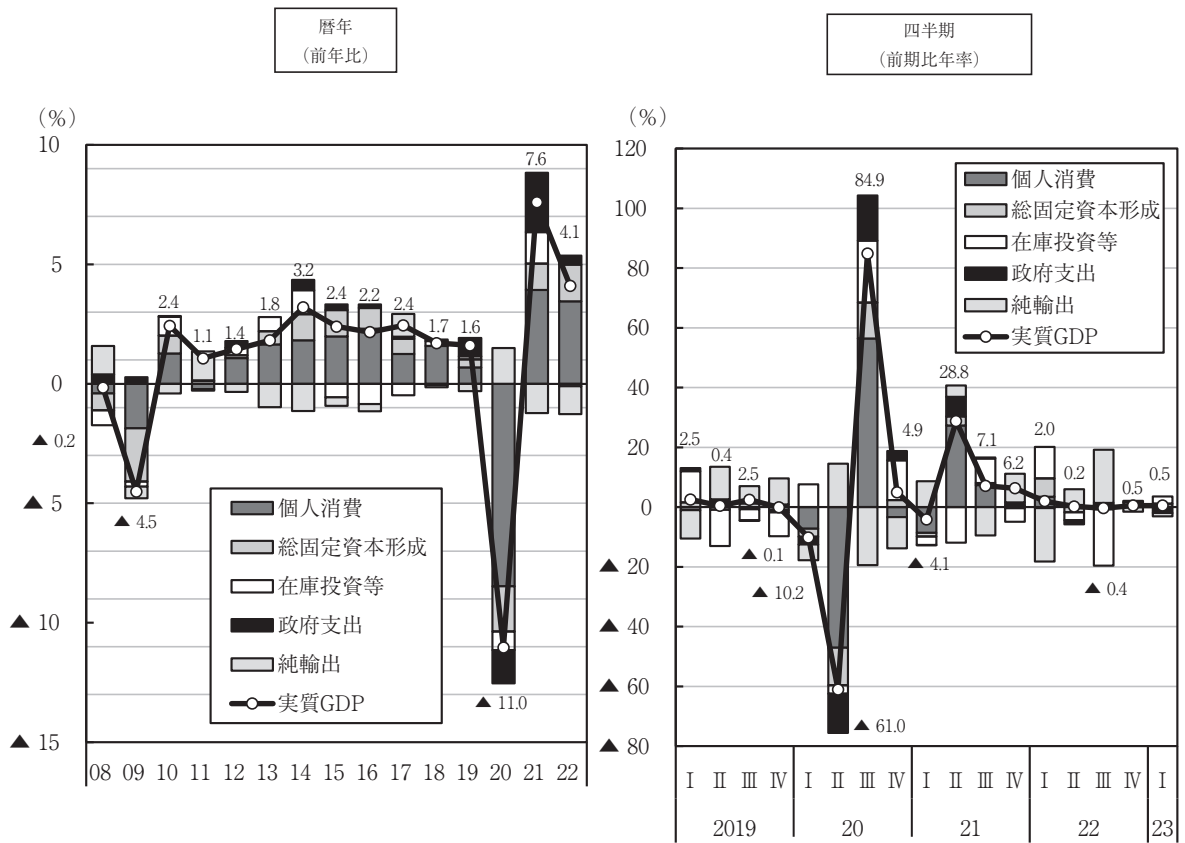 暦年
（前年比）
四半期
（前期比年率）
（%）
10
5
0
▲ 5
▲ 10
▲ 15
▲ 0.2
▲ 4.5
2.4
1.1
1.4
1.8
3.2
2.4
2.2
2.4
1.7
1.6
▲ 11.0
7.6
4.1
個人消費
総固定資本形成
在庫投資等
政府支出
純輸出
実質GDP
08 09 10 11 12 13 14 15 16 17 18 19 20 21 22
（%）
120
100
80
60
40
20
0
▲ 20
▲ 40
▲ 60
▲ 80
2.5
0.4
2.5
▲ 0.1
▲ 10.2
▲ 61.0
84.9
4.9
▲ 4.1
28.8
7.1
6.2
2.0
0.2
▲ 0.4
0.5
0.5
個人消費
総固定資本形成
在庫投資等
政府支出
純輸出
実質GDP
Ⅰ Ⅱ Ⅲ Ⅳ Ⅰ Ⅱ Ⅲ Ⅳ Ⅰ Ⅱ Ⅲ Ⅳ Ⅰ Ⅱ Ⅲ Ⅳ Ⅰ
2019 20 21 22 23